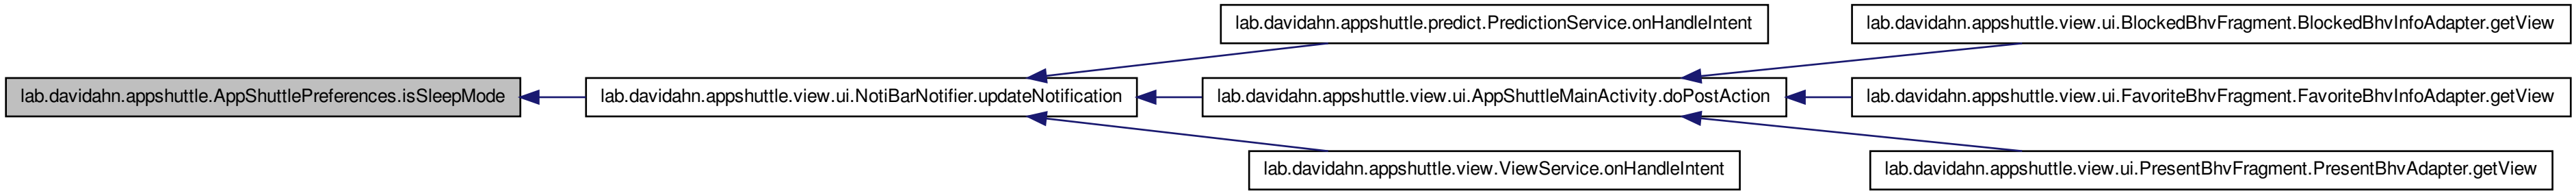 lab.davidahn.appshuttle.predict.PredictionService.onHandleIntent
lab.davidahn.appshuttle.view.ui.BlockedBhvFragment.BlockedBhvInfoAdapter.getView
lab.davidahn.appshuttle.AppShuttlePreferences.isSleepMode
lab.davidahn.appshuttle.view.ui.NotiBarNotifier.updateNotification
lab.davidahn.appshuttle.view.ui.AppShuttleMainActivity.doPostAction
lab.davidahn.appshuttle.view.ui.FavoriteBhvFragment.FavoriteBhvInfoAdapter.getView
lab.davidahn.appshuttle.view.ViewService.onHandleIntent
lab.davidahn.appshuttle.view.ui.PresentBhvFragment.PresentBhvAdapter.getView